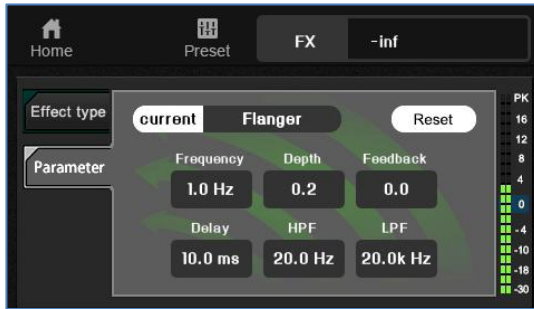 Home
Preset
FX
-inf
Effect type
Parameter
current Flanger
Reset
Frequency Depth Feedback
1.0 Hz 0.2 0.0
Delay HPF LPF
10.0 ms 20.0 Hz 20.0k Hz
PK
16
12
8
4
0
-4
-10
-18
-30